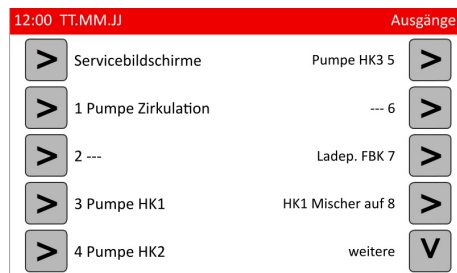 12:00 TT.MM.JJ Ausgänge
> Servicebildschirme Pumpe HK3 5 >
> 1 Pumpe Zirkulation --- 6 >
> 2 --- Ladep. FBK 7 >
> 3 Pumpe HK1 HK1 Mischer auf 8 >
> 4 Pumpe HK2 weitere V